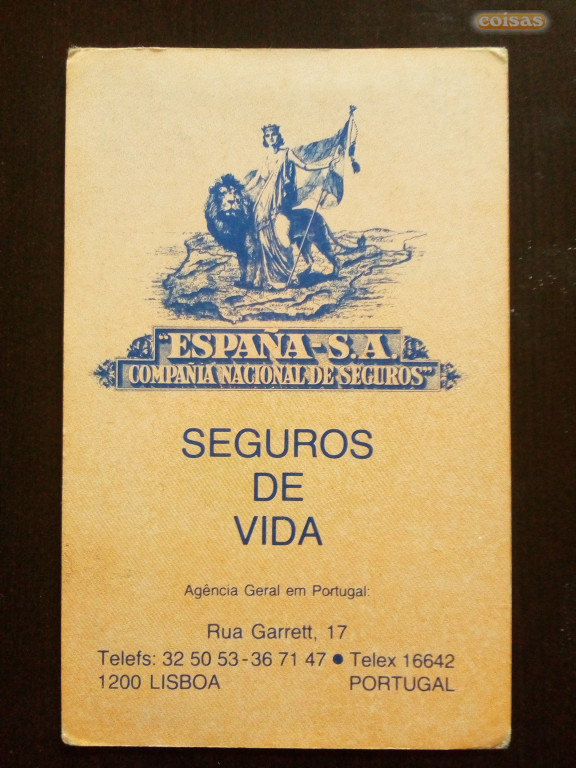 coisas
"ESPAÑA-S.A.
COMPAÑIA NACIONAL DE SEGUROS"
SEGUROS
DE
VIDA
Agência Geral em Portugal:
Rua Garrett, 17
Telefs: 32 50 53-36 71 47 ● Telex 16642
1200 LISBOA PORTUGAL